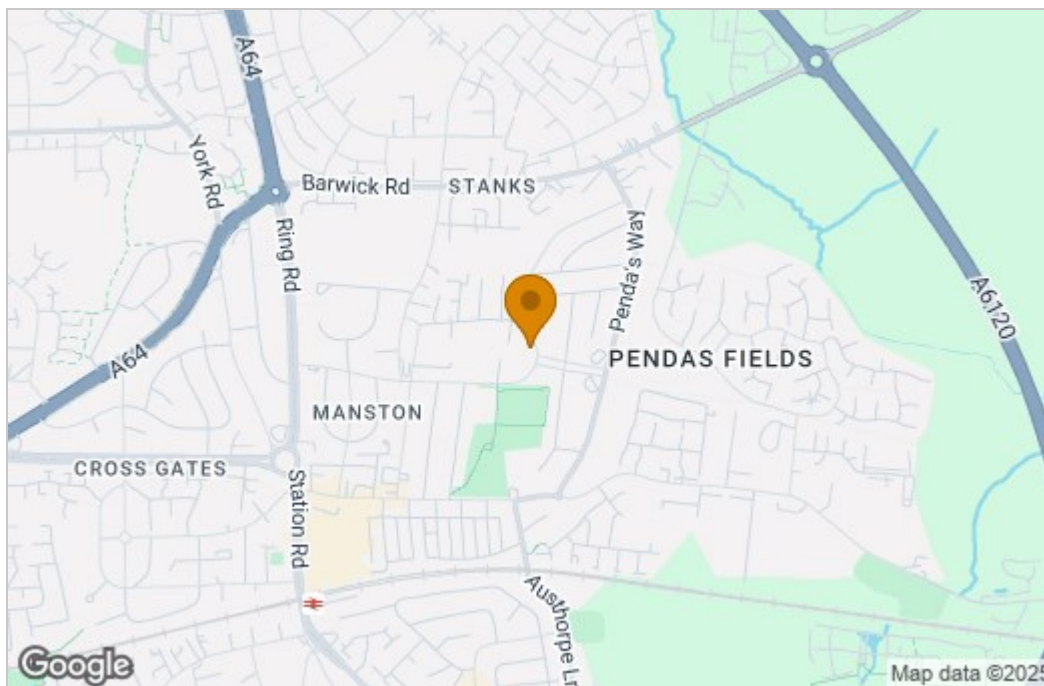 A64
York Rd
Barwick Rd
STANKS
Ring Rd
Penda's Way
A6120
A64
PENDAS FIELDS
MANSTON
CROSS GATES
Station Rd
Austhorpe Ln
Google
Map data ©2025